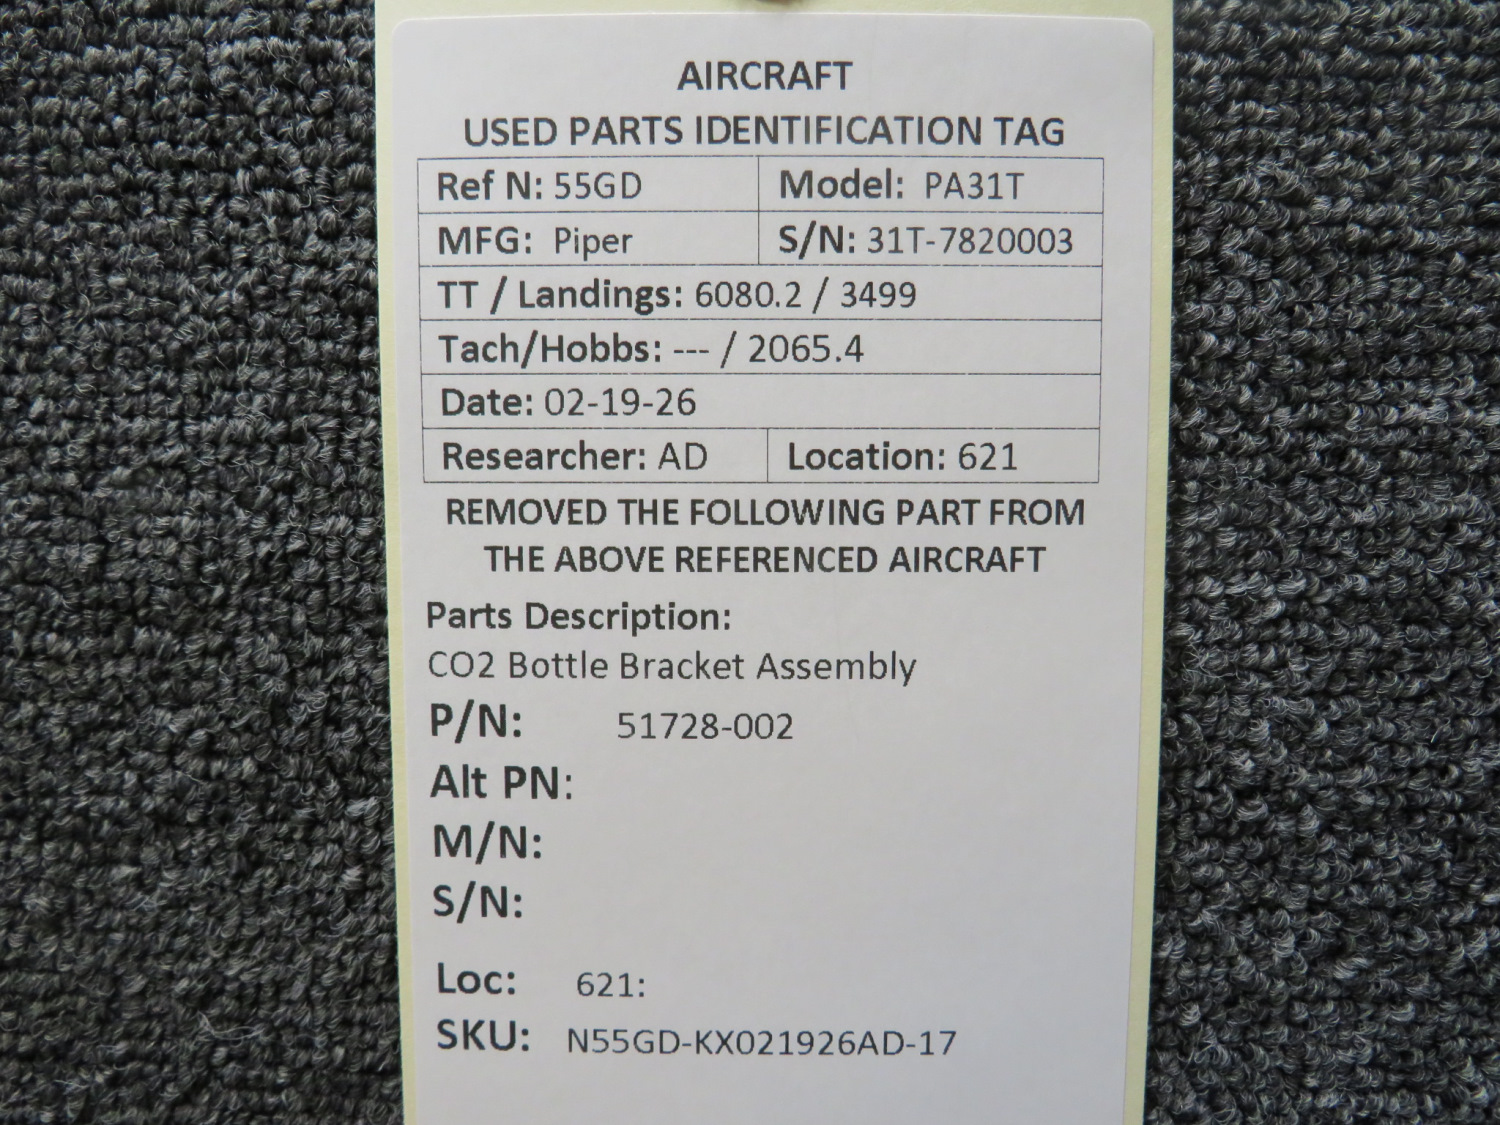 AIRCRAFT
USED PARTS IDENTIFICATION TAG
Ref N: 55GD Model: PA31T
MFG: Piper S/N: 31T-7820003
TT / Landings: 6080.2 / 3499
Tach/Hobbs: --- / 2065.4
Date: 02-19-26
Researcher: AD Location: 621
REMOVED THE FOLLOWING PART FROM
THE ABOVE REFERENCED AIRCRAFT
Parts Description:
CO2 Bottle Bracket Assembly
P/N: 51728-002
Alt PN:
M/N:
S/N:
Loc: 621:
SKU: N55GD-KX021926AD-17